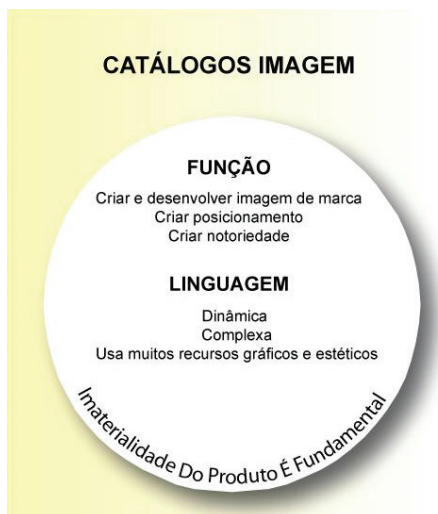 CATÁLOGOS IMAGEM
FUNÇÃO
Criar e desenvolver imagem de marca
Criar posicionamento
Criar notoriedade
LINGUAGEM
Dinâmica
Complexa
Usa muitos recursos gráficos e estéticos
Imaterialidade Do Produto É Fundamental